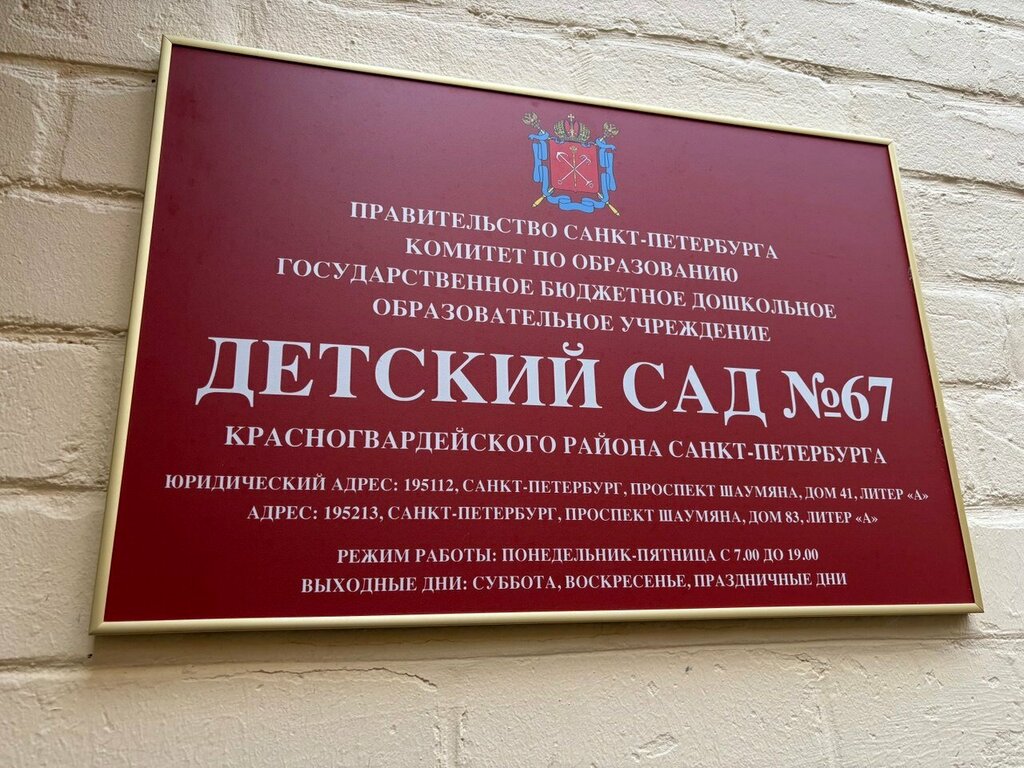 ПРАВИТЕЛЬСТВО САНКТ-ПЕТЕРБУРГА
КОМИТЕТ ПО ОБРАЗОВАНИЮ
ГОСУДАРСТВЕННОЕ БЮДЖЕТНОЕ ДОШКОЛЬНОЕ
ОБРАЗОВАТЕЛЬНОЕ УЧРЕЖДЕНИЕ
ДЕТСКИЙ САД №67
КРАСНОГВАРДЕЙСКОГО РАЙОНА САНКТ-ПЕТЕРБУРГА
ЮРИДИЧЕСКИЙ АДРЕС: 195112, САНКТ-ПЕТЕРБУРГ, ПРОСПЕКТ ШАУМЯНА, ДОМ 41, ЛИТЕР «А»
АДРЕС: 195213, САНКТ-ПЕТЕРБУРГ, ПРОСПЕКТ ШАУМЯНА, ДОМ 83, ЛИТЕР «А»
РЕЖИМ РАБОТЫ: ПОНЕДЕЛЬНИК-ПЯТНИЦА С 7.00 ДО 19.00
ВЫХОДНЫЕ ДНИ: СУББОТА, ВОСКРЕСЕНЬЕ, ПРАЗДНИЧНЫЕ ДНИ